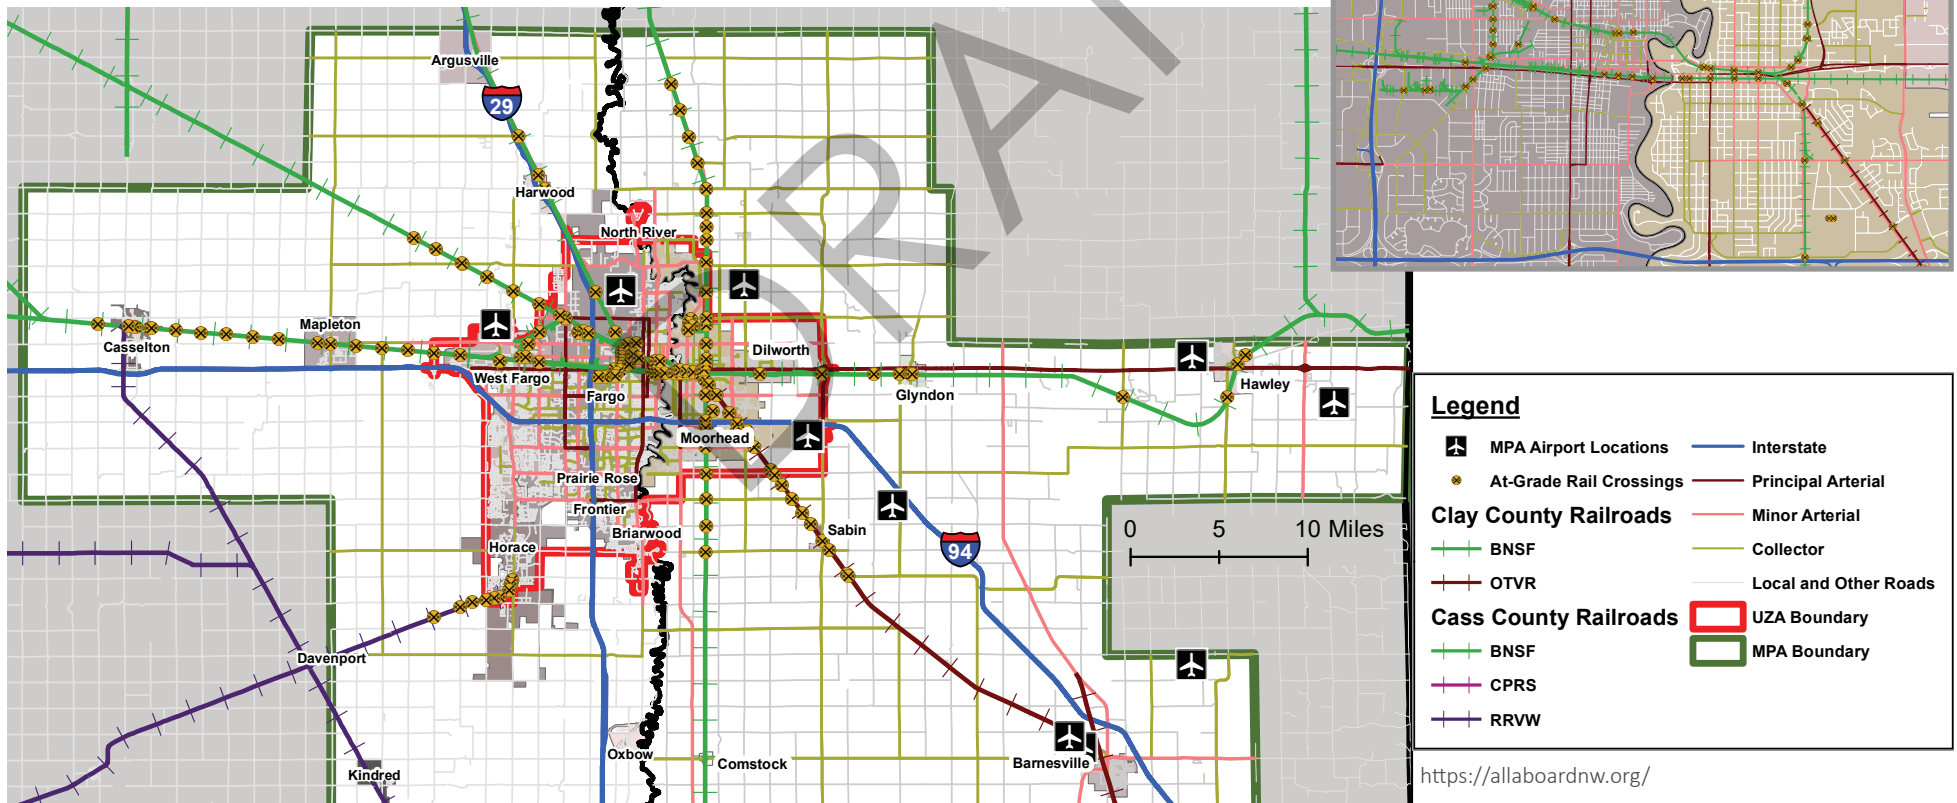 DRAFT
Argusville
29
Harwood
North River
Mapleton
Casselton
West Fargo
Fargo
Dilworth
Glyndon
Hawley
Moorhead
Prairie Rose
Frontier
Briarwood
Horace
Sabin
94
0 5 10 Miles
Davenport
Kindred
Oxbow
Comstock
Barnesville
Legend
MPA Airport Locations
At-Grade Rail Crossings
Clay County Railroads
BNSF
OTVR
Cass County Railroads
BNSF
CPRS
RRVW
Interstate
Principal Arterial
Minor Arterial
Collector
Local and Other Roads
UZA Boundary
MPA Boundary
https://allaboardnw.org/